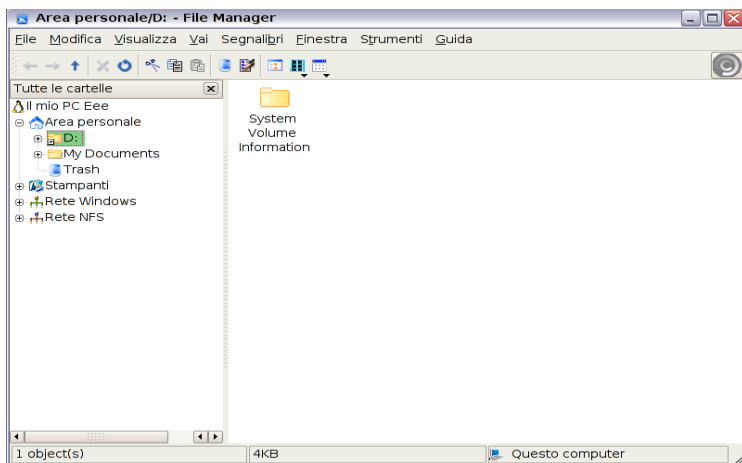 Area personale/D: - File Manager
File Modifica Visualizza Vai Segnalibri Finestra Strumenti Guida
Tutte le cartelle
Il mio PC Eee
Area personale
D:
My Documents
Trash
Stampanti
Rete Windows
Rete NFS
System
Volume
Information
1 object(s) 4KB Questo computer